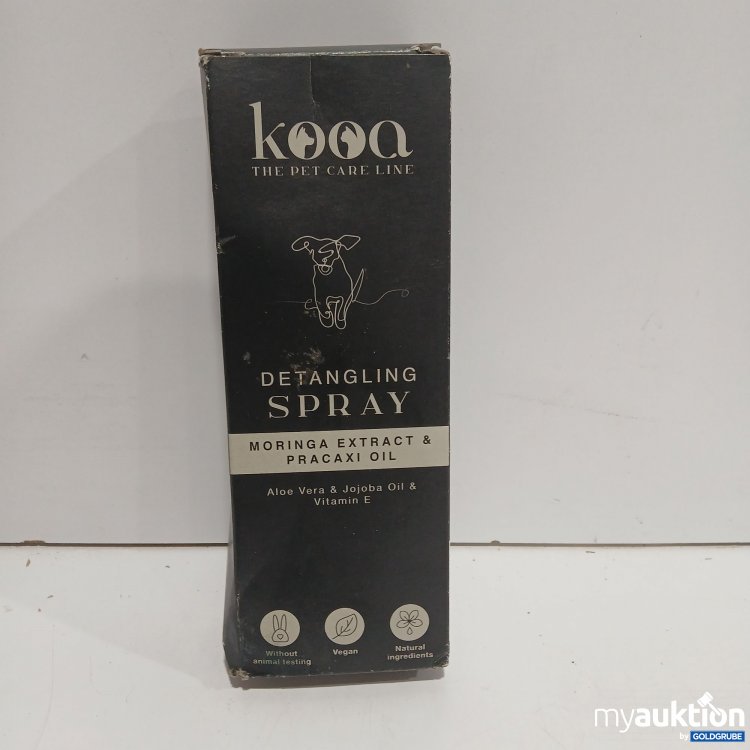 kooa
THE PET CARE LINE
DETANGLING
SPRAY
MORINGA EXTRACT &
PRACAXI OIL
Aloe Vera & Jojoba Oil &
Vitamin E
Without
animal testing
Vegan
Natural
ingredients
myauktion
by GOLDGRUBE